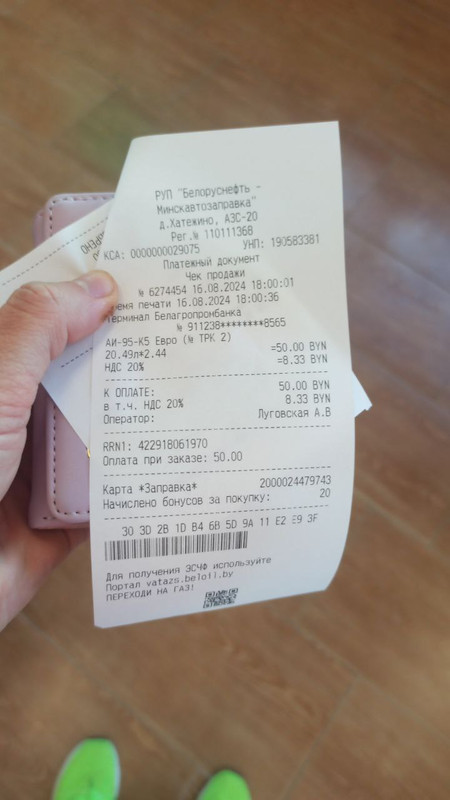 РУП "Белоруснефть -
Минскавтозаправка"
д.Хатежино, АЗС-20
Рег.№ 110111368
КСА: 0000000029075 УНП: 190583381
Платежный документ
Чек продажи
№ 6274454 16.08.2024 18:00:01
время печати 16.08.2024 18:00:36
Терминал Белагропромбанка
№ 911238********8565
АИ-95-К5 Евро (№ ТРК 2)
20.49л*2.44 =50.00 BYN
НДС 20% =8.33 BYN
К ОПЛАТЕ: 50.00 BYN
в т.ч. НДС 20% 8.33 BYN
Оператор: Луговская А.В
RRN1: 422918061970
Оплата при заказе: 50.00
Карта *Заправка* 2000024479743
Начислено бонусов за покупку: 20
30 3D 2B 1D B4 6B 5D 9A 11 E2 E9 3F
Для получения ЭСЧФ используйте
Портал vatazs.beloil.by
ПЕРЕХОДИ НА ГАЗ!